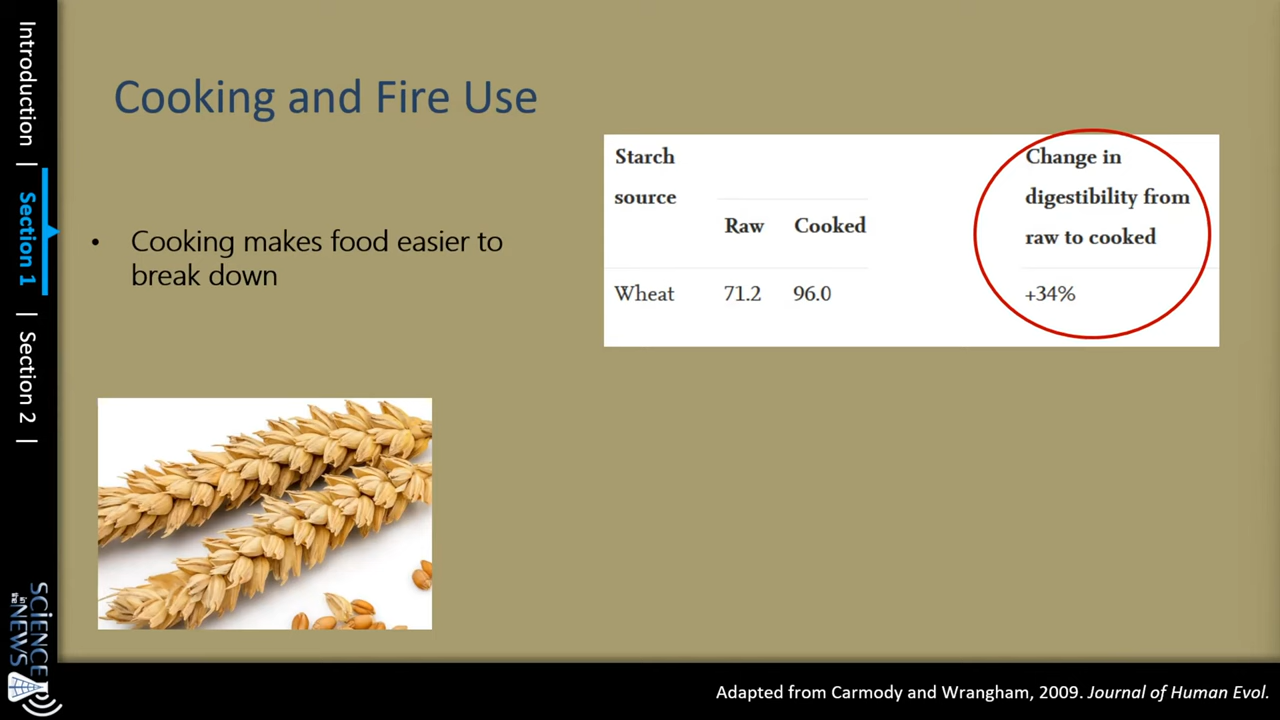 Introduction |
Section 1
| Section 2 |
SCIENCE
in the
NEWS
Cooking and Fire Use
• Cooking makes food easier to
break down
Starch
source
Raw Cooked
Change in
digestibility from
raw to cooked
Wheat 71.2 96.0 +34%
Adapted from Carmody and Wrangham, 2009. Journal of Human Evol.